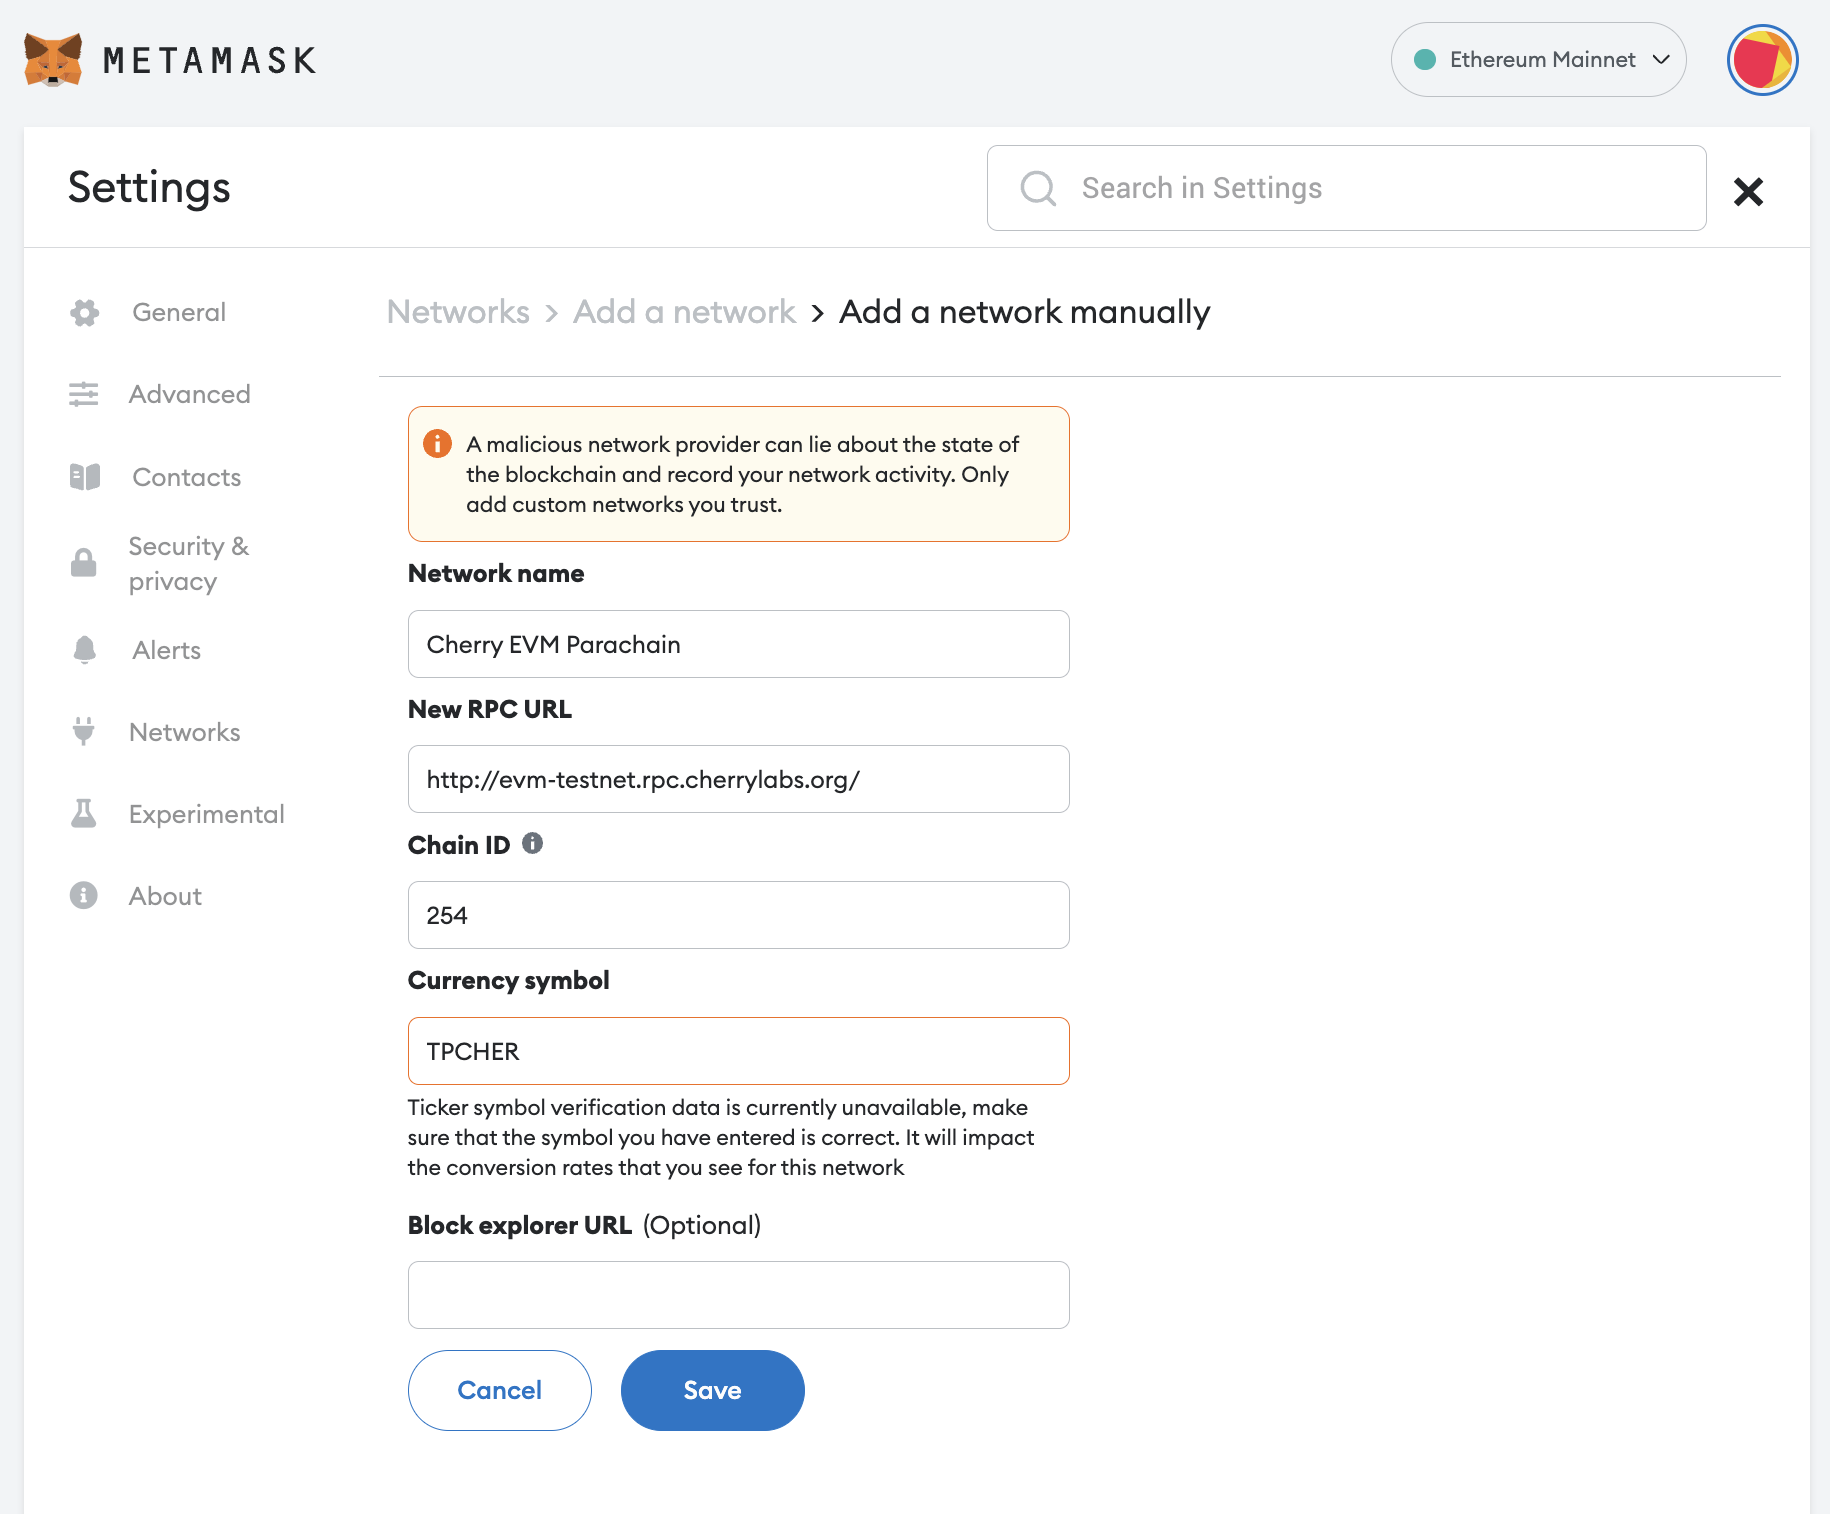 METAMASK
Ethereum Mainnet
Settings
Search in Settings
General
Advanced
Contacts
Security &
privacy
Alerts
Networks
Experimental
About
Networks > Add a network > Add a network manually
A malicious network provider can lie about the state of
the blockchain and record your network activity. Only
add custom networks you trust.
Network name
Cherry EVM Parachain
New RPC URL
http://evm-testnet.rpc.cherrylabs.org/
Chain ID
254
Currency symbol
TPCHER
Ticker symbol verification data is currently unavailable, make
sure that the symbol you have entered is correct. It will impact
the conversion rates that you see for this network
Block explorer URL (Optional)
Cancel
Save